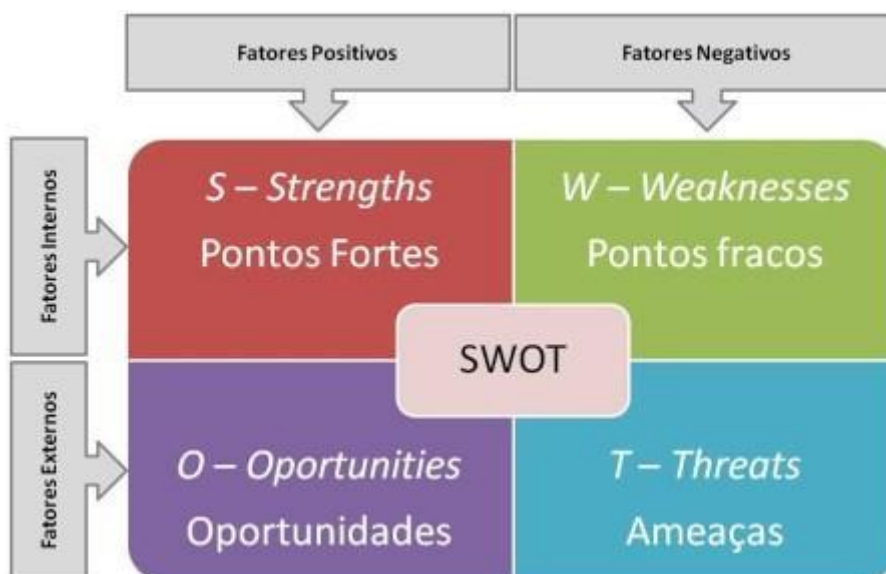 Fatores Positivos
Fatores Negativos
Fatores Internos
S – Strengths
Pontos Fortes
W – Weaknesses
Pontos fracos
SWOT
Fatores Externos
O – Oportunities
Oportunidades
T – Threats
Ameaças